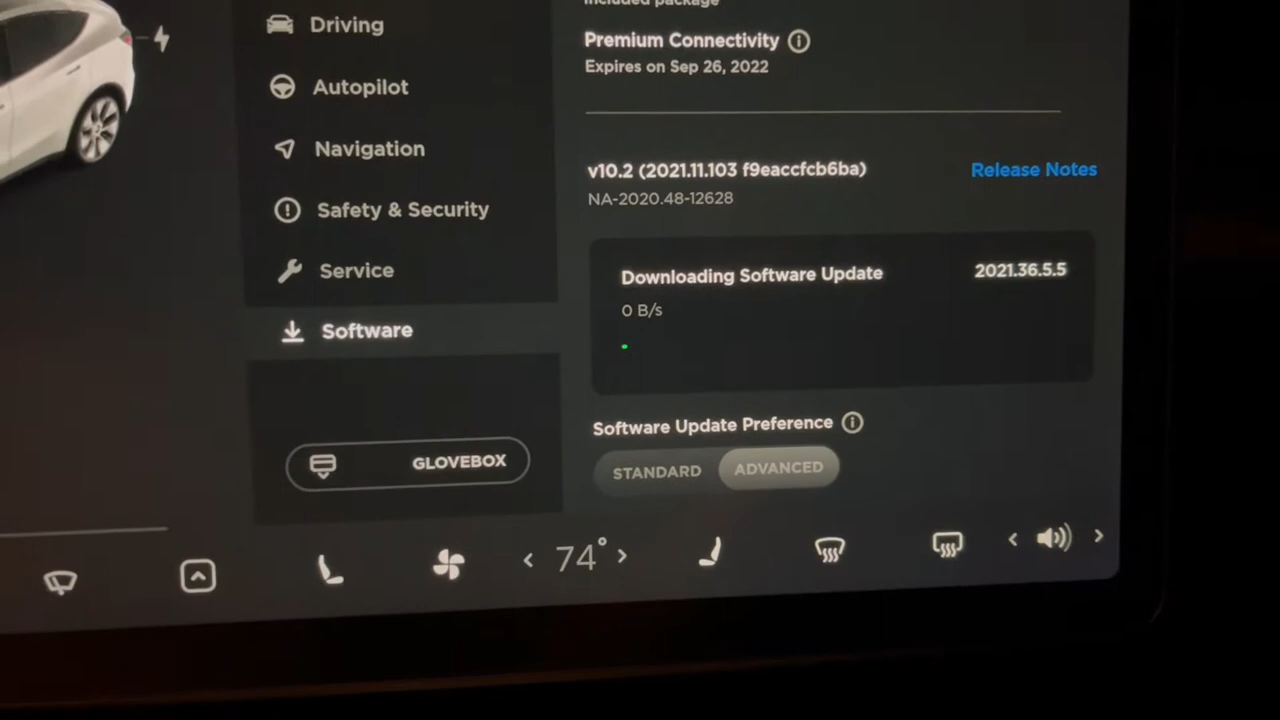 Driving
Autopilot
Navigation
Safety & Security
Service
Software
GLOVEBOX
included package
Premium Connectivity
Expires on Sep 26, 2022
v10.2 (2021.11.103 f9eaccfcb6ba)
Release Notes
NA-2020.48-12628
Downloading Software Update
2021.36.5.5
0 B/s
Software Update Preference
STANDARD
ADVANCED
74°